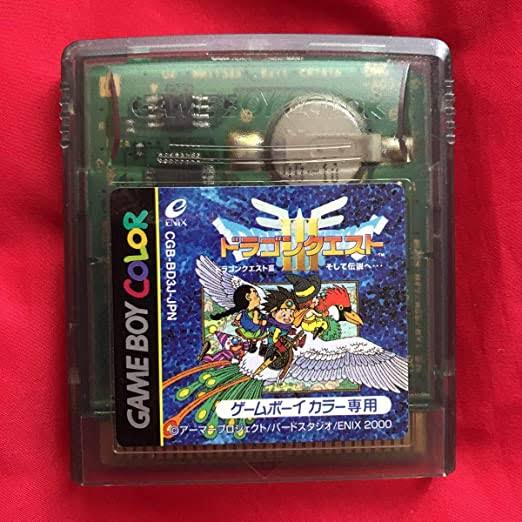 GAME BOY COLOR
ENIX
CGB-BD3J-JPN
III
ドラゴンクエスト
TM
ドラゴンクエストⅢ
そして伝説へ…
ゲームボーイカラー専用
©アーマープロジェクト/バードスタジオ/ENIX 2000